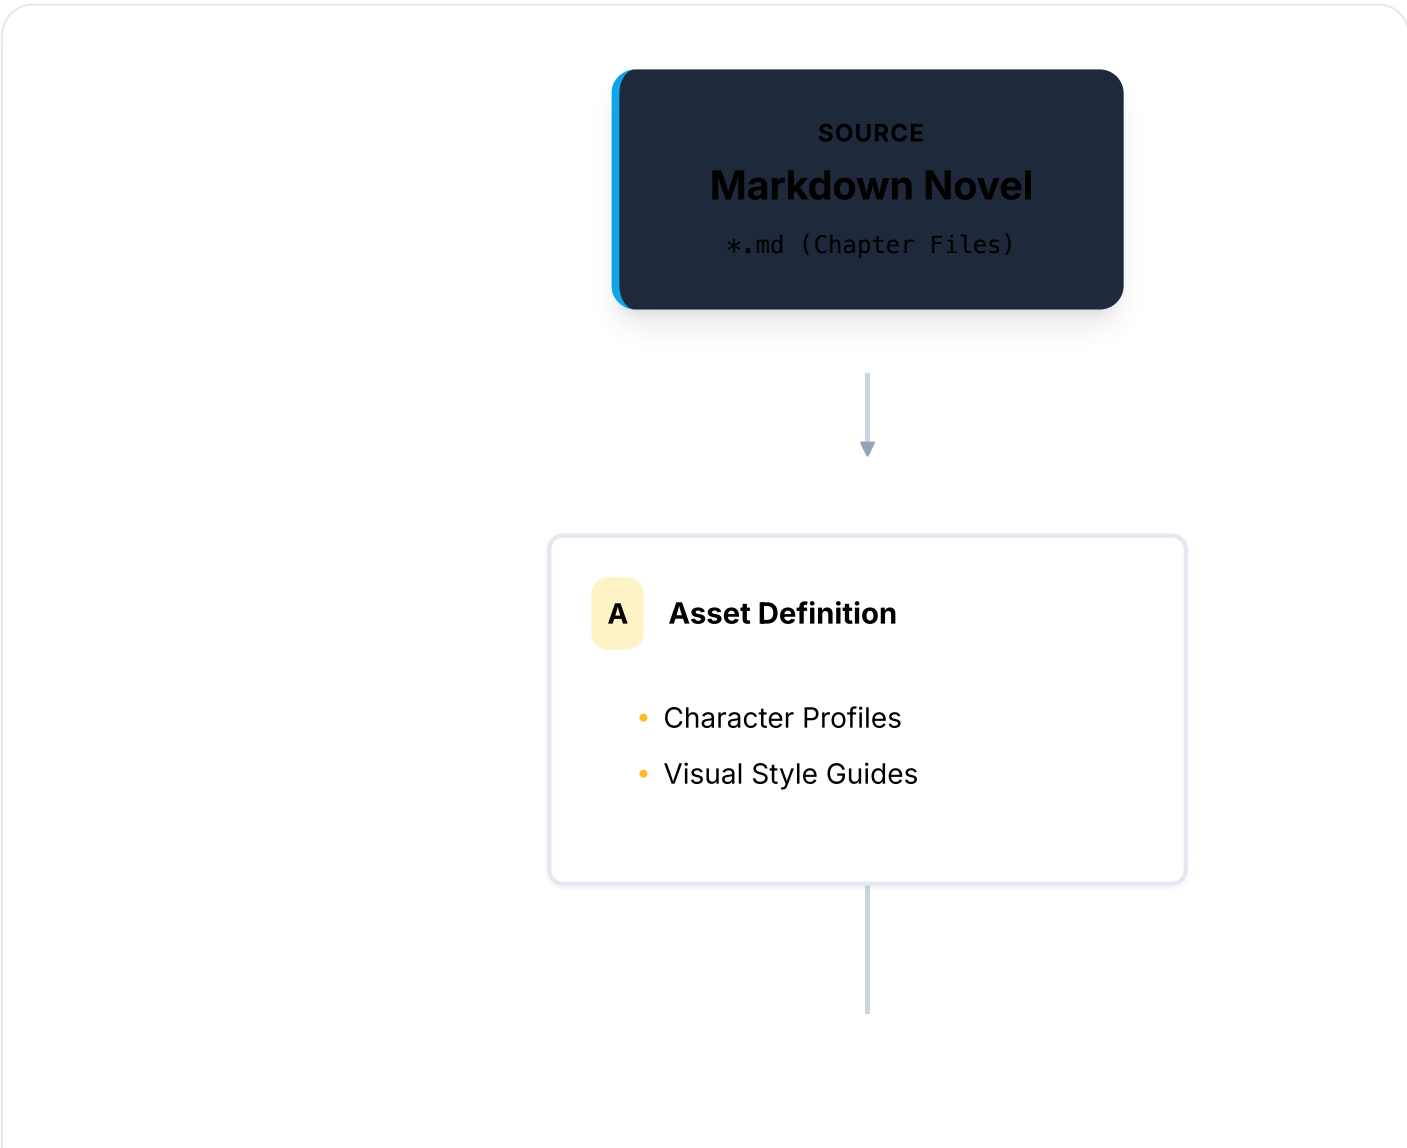 SOURCE
Markdown Novel
*.md (Chapter Files)
A Asset Definition
• Character Profiles
• Visual Style Guides